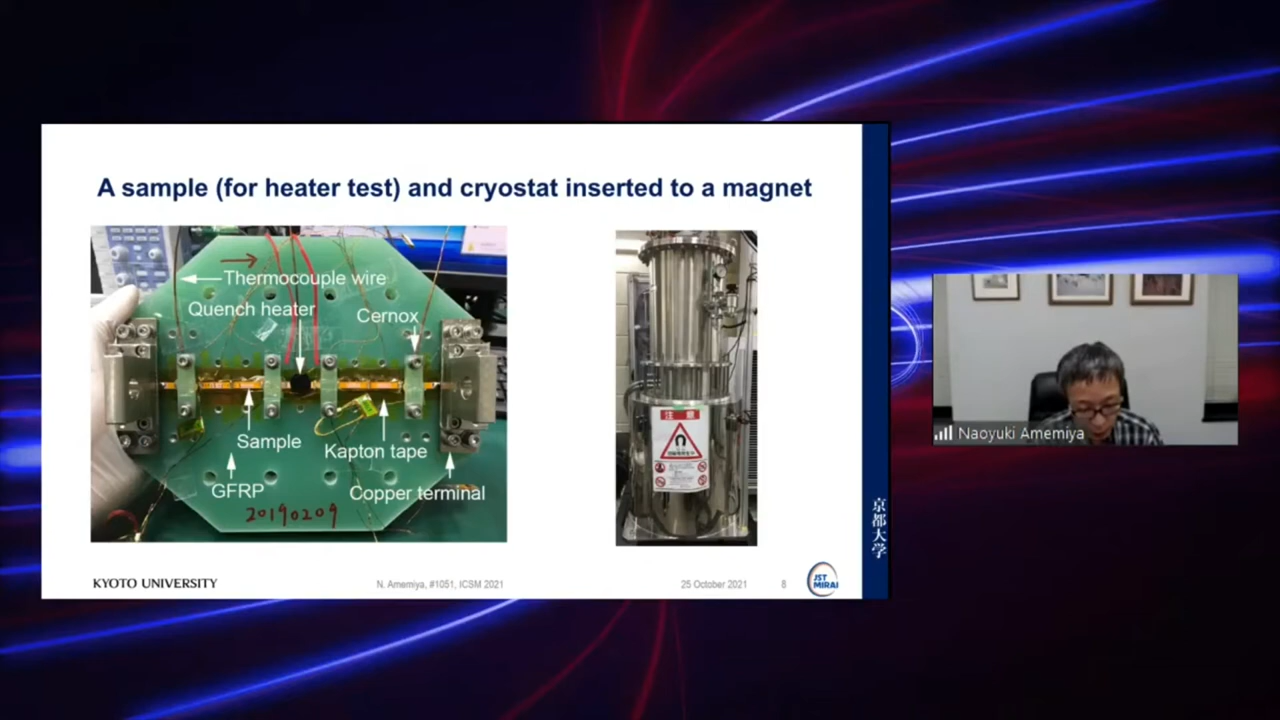 A sample (for heater test) and cryostat inserted to a magnet
Thermocouple wire
Quench heater
Cernox
Sample
Kapton tape
GFRP
Copper terminal
20190209
注意
KYOTO UNIVERSITY
N. Amemiya, #1051, ICSM 2021
25 October 2021
8
JST
MIRAI
京都大学
Naoyuki Amemiya